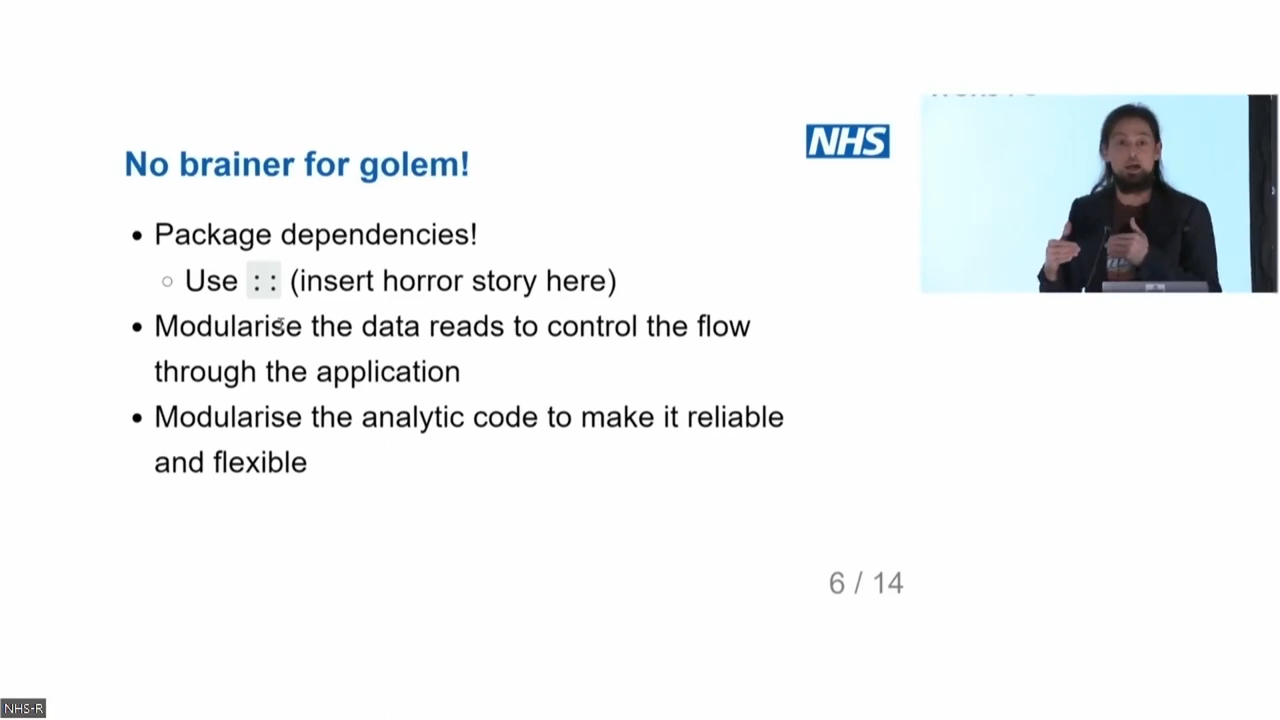 No brainer for golem!
NHS
Package dependencies!
Use :: (insert horror story here)
Modularise the data reads to control the flow
through the application
Modularise the analytic code to make it reliable
and flexible
6 / 14
NHS-R